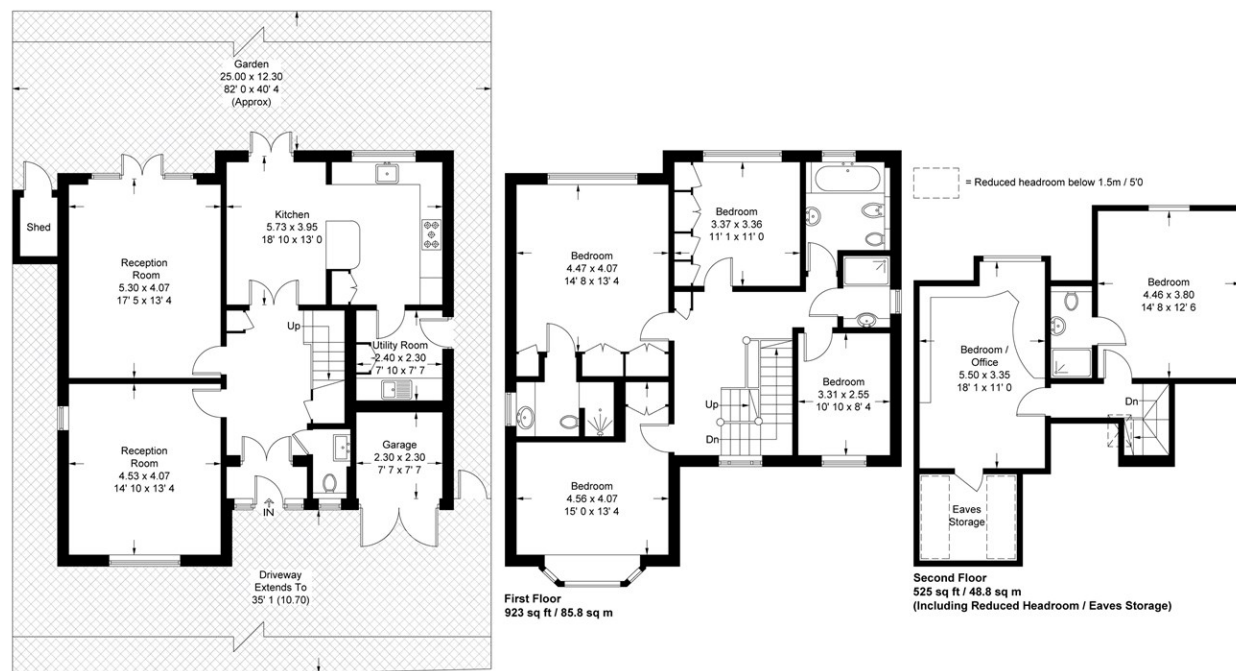 Garden
25.00 x 12.30
82' 0 x 40' 4
(Approx)
Shed
Kitchen
5.73 x 3.95
18' 10 x 13' 0
Reception
Room
5.30 x 4.07
17' 5 x 13' 4
Up
Utility Room
2.40 x 2.30
7' 10 x 7' 7
Reception
Room
4.53 x 4.07
14' 10 x 13' 4
Garage
2.30 x 2.30
7' 7 x 7' 7
IN
Driveway
Extends To
35' 1 (10.70)
Bedroom
4.47 x 4.07
14' 8 x 13' 4
Bedroom
3.37 x 3.36
11' 1 x 11' 0
Up
Dn
Bedroom
3.31 x 2.55
10' 10 x 8' 4
Bedroom
4.56 x 4.07
15' 0 x 13' 4
First Floor
923 sq ft / 85.8 sq m
= Reduced headroom below 1.5m / 5'0
Bedroom
4.46 x 3.80
14' 8 x 12' 6
Bedroom /
Office
5.50 x 3.35
18' 1 x 11' 0
Dn
Eaves
Storage
Second Floor
525 sq ft / 48.8 sq m
(Including Reduced Headroom / Eaves Storage)